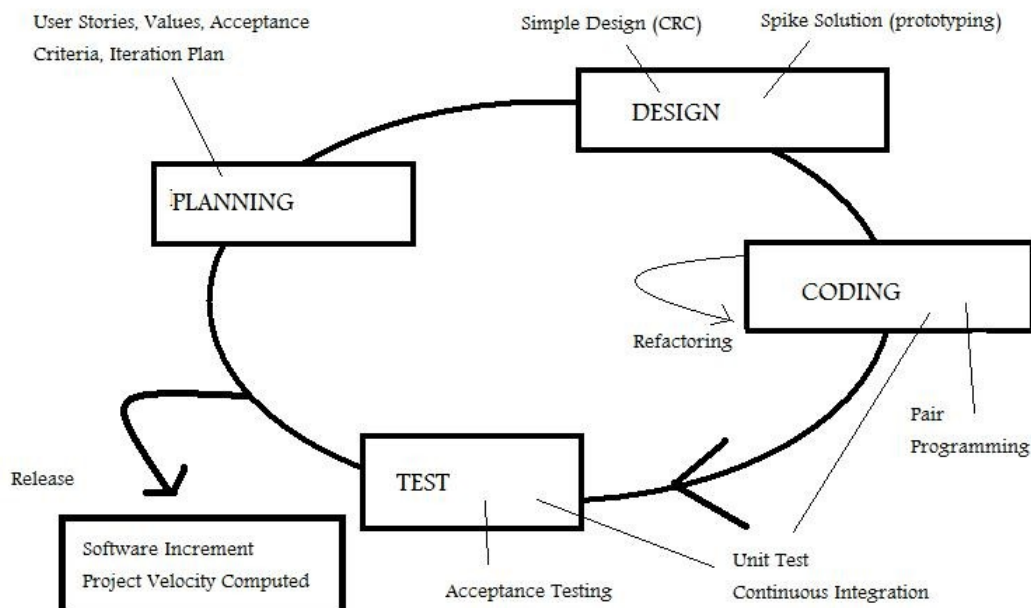 User Stories, Values, Acceptance
Criteria, Iteration Plan
Simple Design (CRC)
Spike Solution (prototyping)
DESIGN
PLANNING
CODING
Refactoring
Pair
Programming
TEST
Release
Software Increment
Project Velocity Computed
Acceptance Testing
Unit Test
Continuous Integration